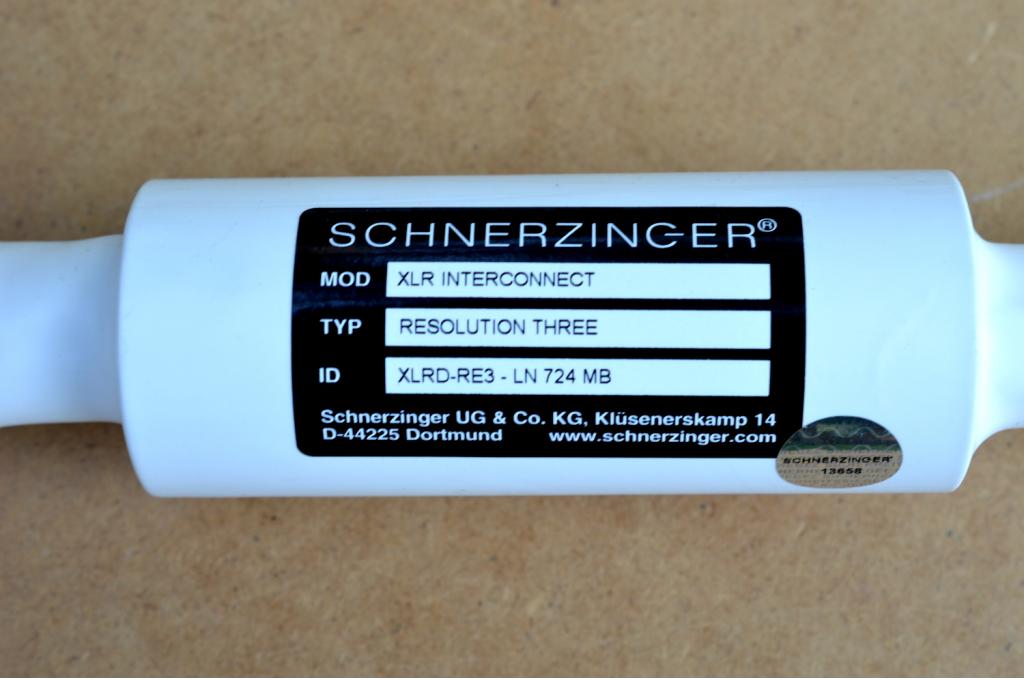 SCHNERZINGER®
MOD XLR INTERCONNECT
TYP RESOLUTION THREE
ID XLRD-RE3 - LN 724 MB
Schnerzinger UG & Co. KG, Klüsenerskamp 14
D-44225 Dortmund www.schnerzinger.com
SCHNERZINGER®
13658